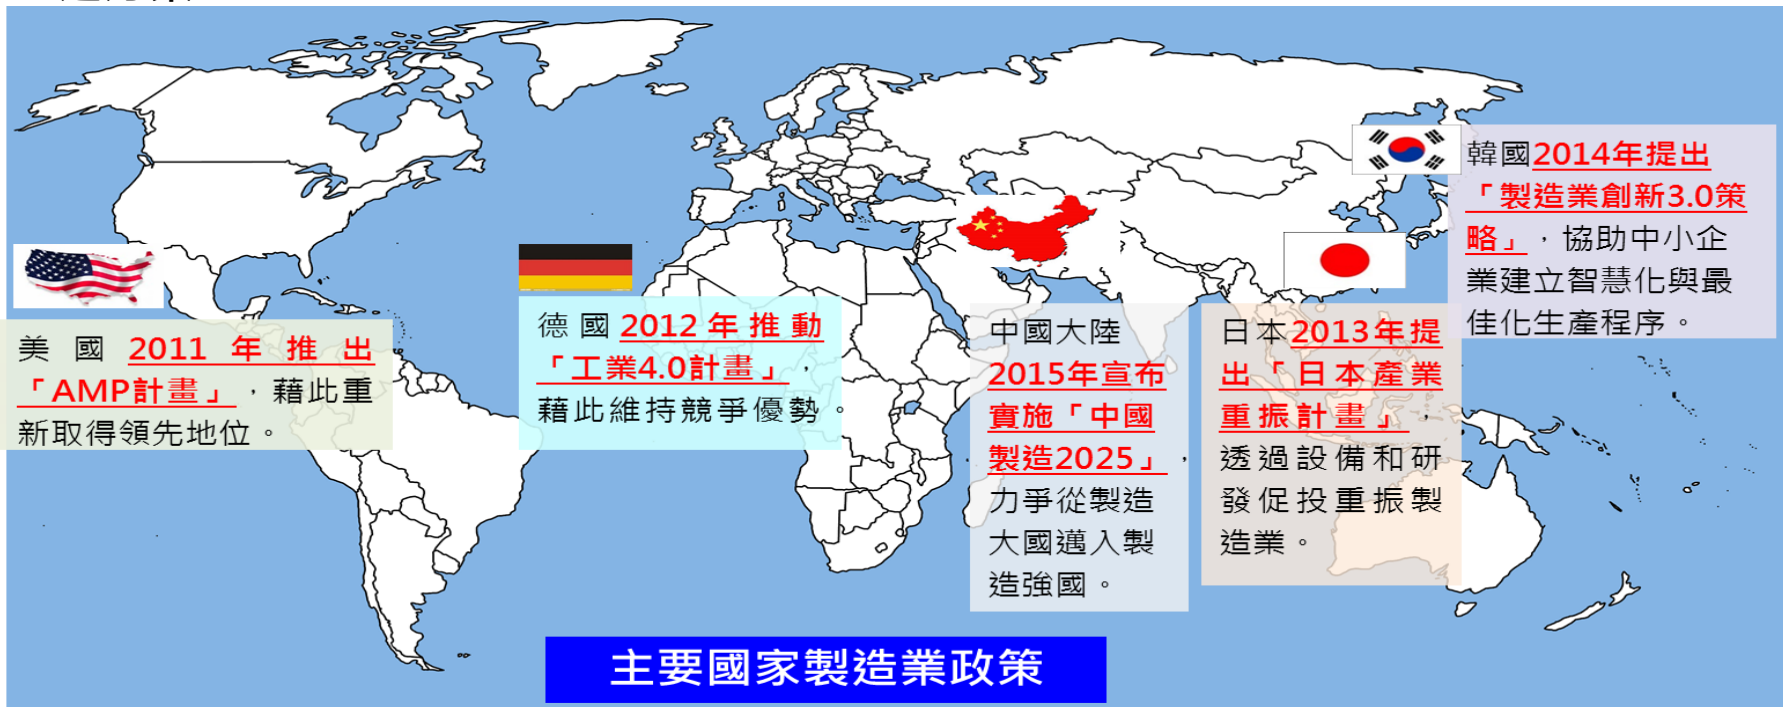 美國2011年推出
「AMP計畫」，藉此重
新取得領先地位。
德國2012年推動
「工業4.0計畫」，
藉此維持競爭優勢。
中國大陸
2015年宣布
實施「中國
製造2025」，
力爭從製造
大國邁入製
造強國。
日本2013年提
出「日本產業
重振計畫」，
透過設備和研
發促投重振製
造業。
韓國2014年提出
「製造業創新3.0策
略」，協助中小企
業建立智慧化與最
佳化生產程序。
主要國家製造業政策